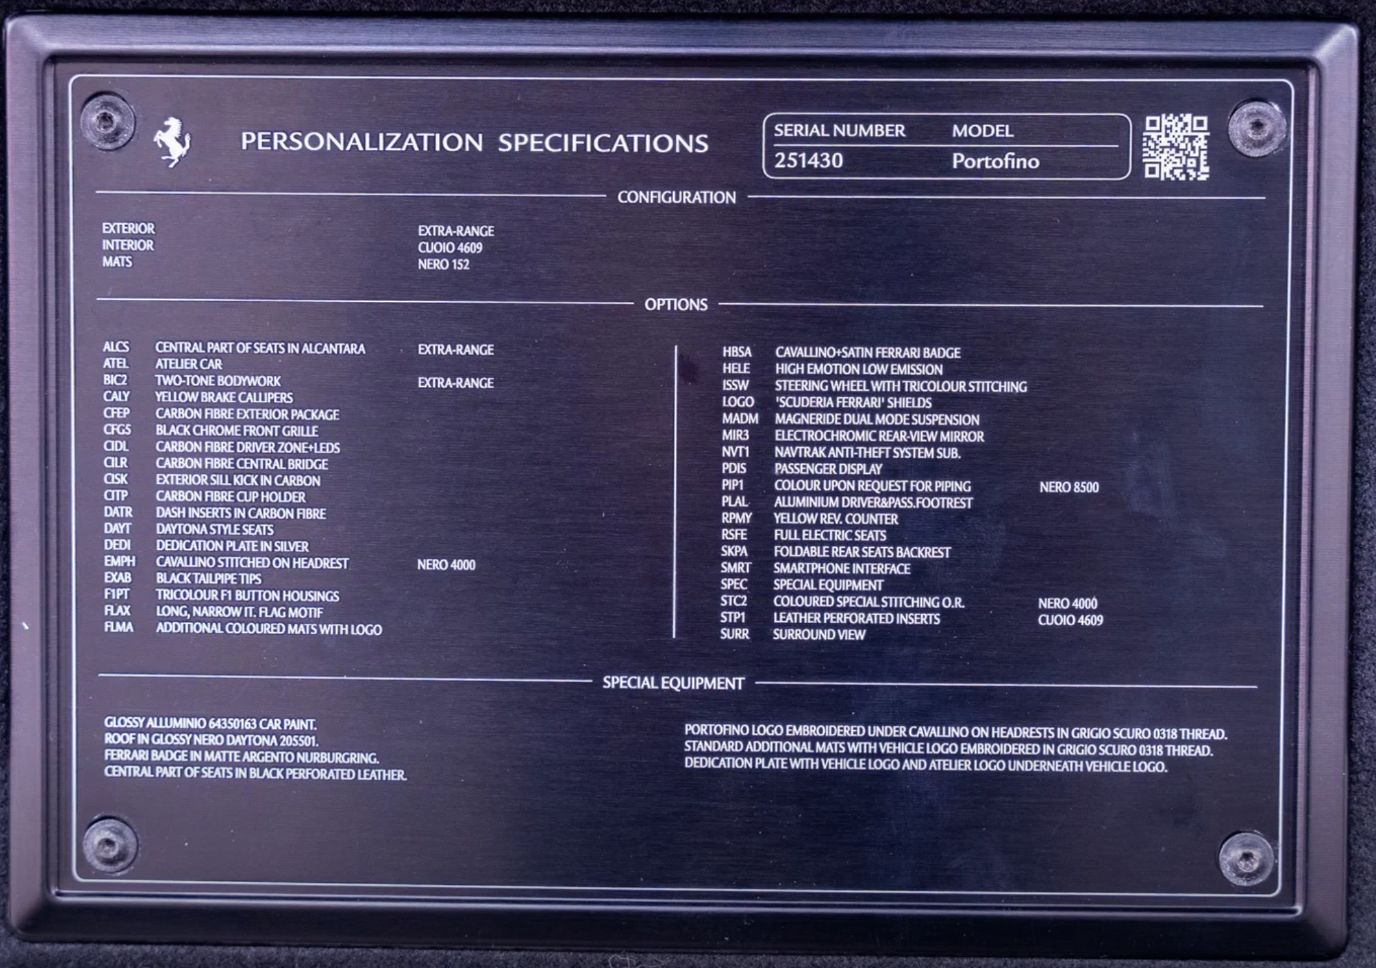 PERSONALIZATION SPECIFICATIONS
SERIAL NUMBER MODEL
251430 Portofino
CONFIGURATION
EXTERIOR EXTRA-RANGE
INTERIOR CUOIO 4609
MATS NERO 152
OPTIONS
ALCS CENTRAL PART OF SEATS IN ALCANTARA EXTRA-RANGE
ATEL ATELIER CAR
BIC2 TWO-TONE BODYWORK EXTRA-RANGE
CALY YELLOW BRAKE CALLIPERS
CFEP CARBON FIBRE EXTERIOR PACKAGE
CFGS BLACK CHROME FRONT GRILLE
CIDL CARBON FIBRE DRIVER ZONE+LEDS
CILR CARBON FIBRE CENTRAL BRIDGE
CISK EXTERIOR SILL KICK IN CARBON
CITP CARBON FIBRE CUP HOLDER
DATR DASH INSERTS IN CARBON FIBRE
DAYT DAYTONA STYLE SEATS
DEDI DEDICATION PLATE IN SILVER
EMPH CAVALLINO STITCHED ON HEADREST NERO 4000
EXAB BLACK TAILPIPE TIPS
F1PT TRICOLOUR F1 BUTTON HOUSINGS
FLAX LONG, NARROW IT. FLAG MOTIF
FLMA ADDITIONAL COLOURED MATS WITH LOGO
HBSA CAVALLINO+SATIN FERRARI BADGE
HELE HIGH EMOTION LOW EMISSION
ISSW STEERING WHEEL WITH TRICOLOUR STITCHING
LOGO 'SCUDERIA FERRARI' SHIELDS
MADM MAGNERIDE DUAL MODE SUSPENSION
MIR3 ELECTROCHROMIC REAR-VIEW MIRROR
NVT1 NAVTRAK ANTI-THEFT SYSTEM SUB.
PDIS PASSENGER DISPLAY
PIP1 COLOUR UPON REQUEST FOR PIPING NERO 8500
PLAL ALUMINIUM DRIVER&PASS.FOOTREST
RPMY YELLOW REV. COUNTER
RSFE FULL ELECTRIC SEATS
SKPA FOLDABLE REAR SEATS BACKREST
SMRT SMARTPHONE INTERFACE
SPEC SPECIAL EQUIPMENT
STC2 COLOURED SPECIAL STITCHING O.R. NERO 4000
STP1 LEATHER PERFORATED INSERTS CUOIO 4609
SURR SURROUND VIEW
SPECIAL EQUIPMENT
GLOSSY ALLUMINIO 64350163 CAR PAINT.
ROOF IN GLOSSY NERO DAYTONA 205501.
FERRARI BADGE IN MATTE ARGENTO NURBURGRING.
CENTRAL PART OF SEATS IN BLACK PERFORATED LEATHER.
PORTOFINO LOGO EMBROIDERED UNDER CAVALLINO ON HEADRESTS IN GRIGIO SCURO 0318 THREAD.
STANDARD ADDITIONAL MATS WITH VEHICLE LOGO EMBROIDERED IN GRIGIO SCURO 0318 THREAD.
DEDICATION PLATE WITH VEHICLE LOGO AND ATELIER LOGO UNDERNEATH VEHICLE LOGO.